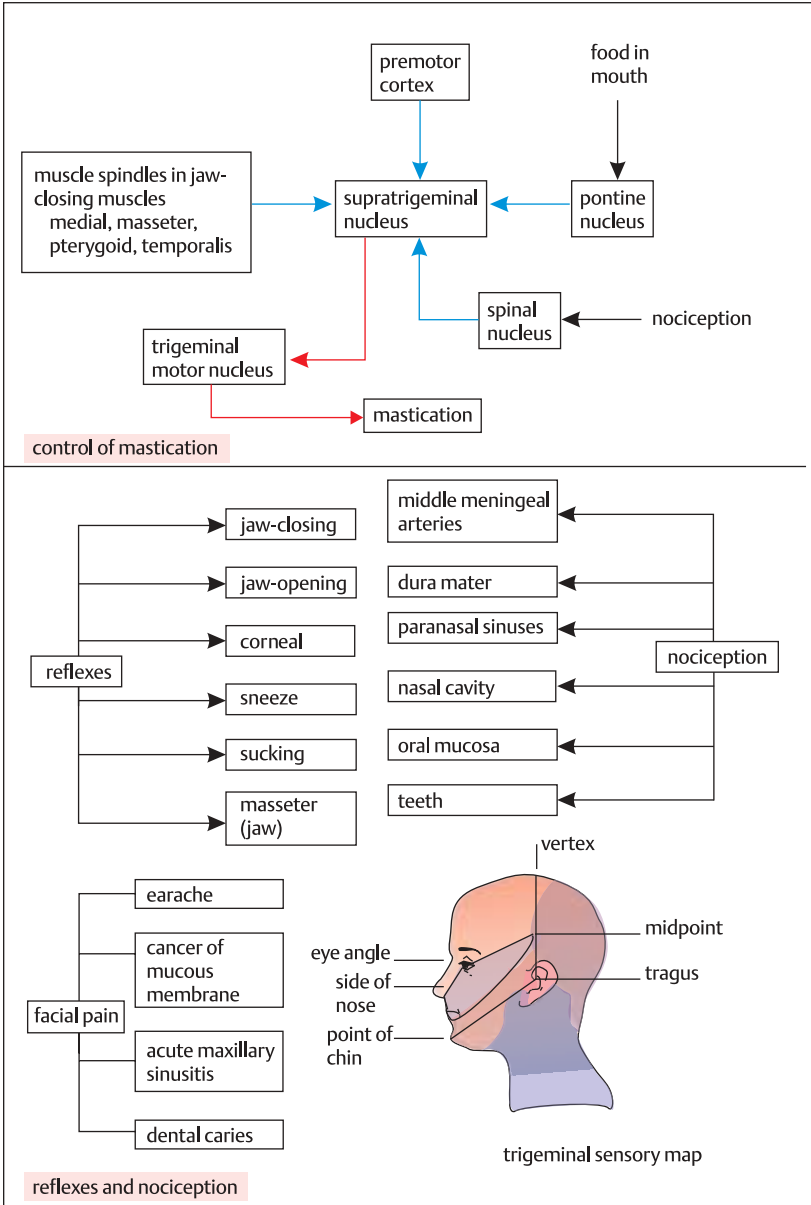 premotor
cortex
food in
mouth
muscle spindles in jaw-
closing muscles
medial, masseter,
pterygoid, temporalis
supratrigeminal
nucleus
pontine
nucleus
spinal
nucleus
nociception
trigeminal
motor nucleus
mastication
control of mastication
reflexes
jaw-closing
jaw-opening
corneal
sneeze
sucking
masseter
(jaw)
middle meningeal
arteries
dura mater
paranasal sinuses
nasal cavity
oral mucosa
teeth
nociception
facial pain
earache
cancer of
mucous
membrane
acute maxillary
sinusitis
dental caries
vertex
midpoint
tragus
eye angle
side of
nose
point of
chin
trigeminal sensory map
reflexes and nociception